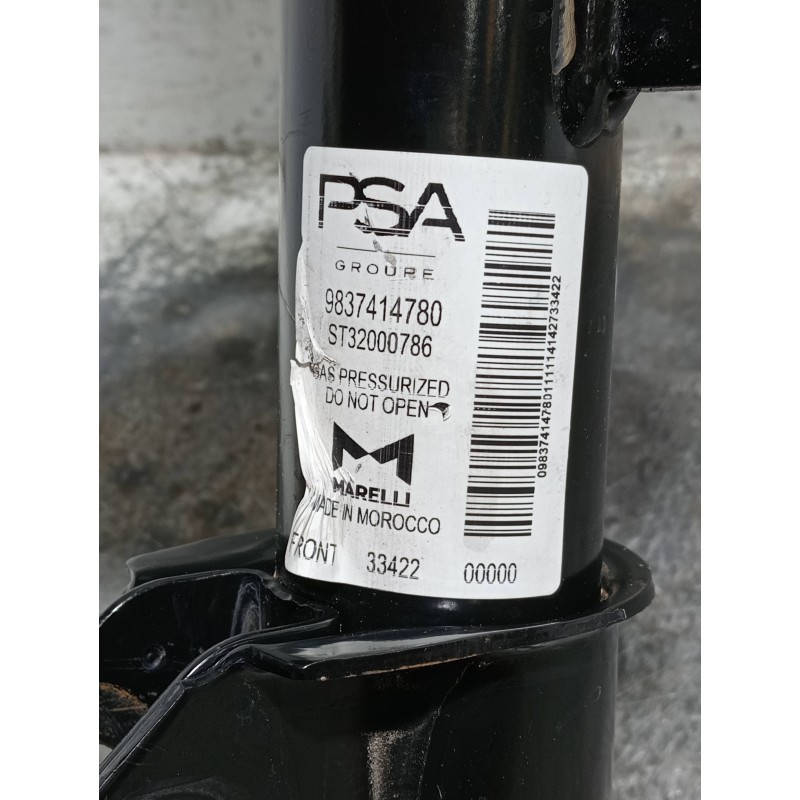 PSA
GROUPE
9837414780
ST32000786
GAS PRESSURIZED
DO NOT OPEN
MARELLI
MADE IN MOROCCO
FRONT 33422 00000
09837414780111114142733422